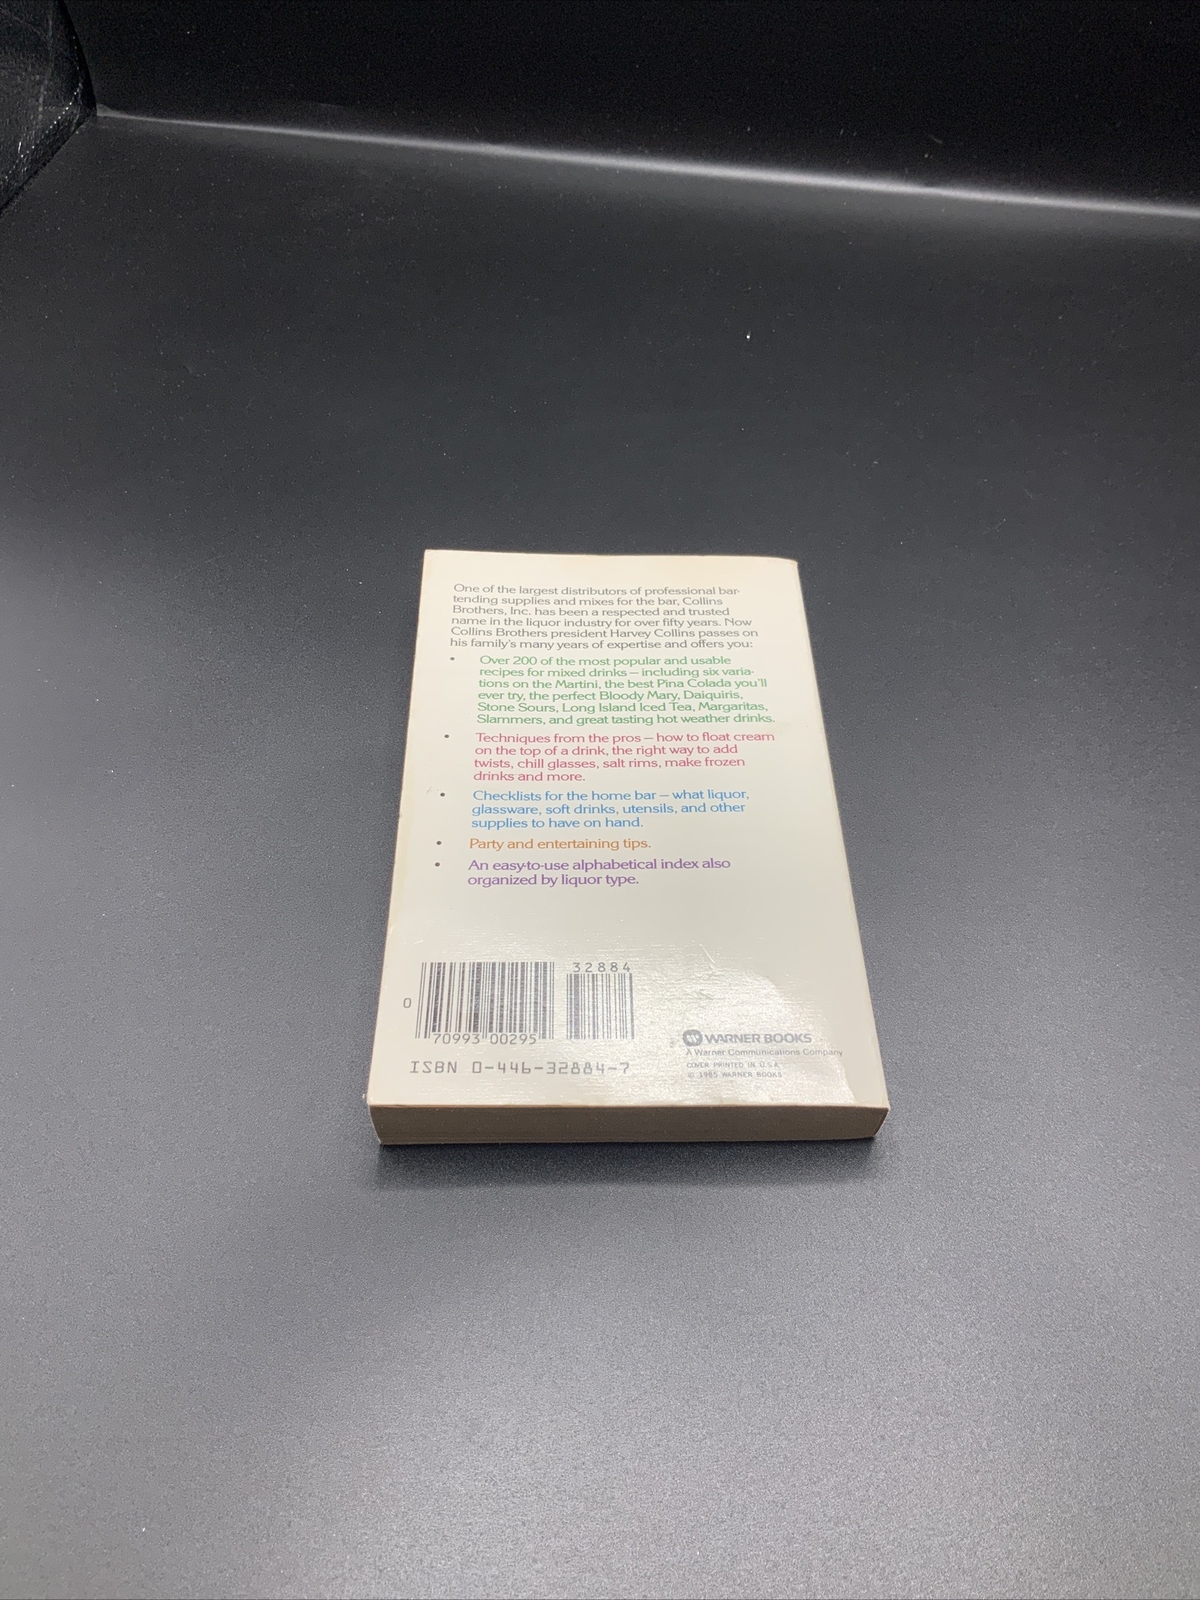 One of the largest distributors of professional bar-
tending supplies and mixes for the bar, Collins
Brothers, Inc. has been a respected and trusted
name in the liquor industry for over fifty years. Now
Collins Brothers president Harvey Collins passes on
his family's many years of expertise and offers you:
• Over 200 of the most popular and usable
recipes for mixed drinks — including six varia-
tions on the Martini, the best Pina Colada you'll
ever try, the perfect Bloody Mary, Daiquiris,
Stone Sours, Long Island Iced Tea, Margaritas,
Slammers, and great tasting hot weather drinks.
• Techniques from the pros — how to float cream
on the top of a drink, the right way to add
twists, chill glasses, salt rims, make frozen
drinks and more.
• Checklists for the home bar — what liquor,
glassware, soft drinks, utensils, and other
supplies to have on hand.
• Party and entertaining tips.
• An easy-to-use alphabetical index also
organized by liquor type.
32884
0
70993 00295
ISBN 0-446-32884-7
WARNER BOOKS
A Warner Communications Company
COVER PRINTED IN U.S.A.
© 1985 WARNER BOOKS